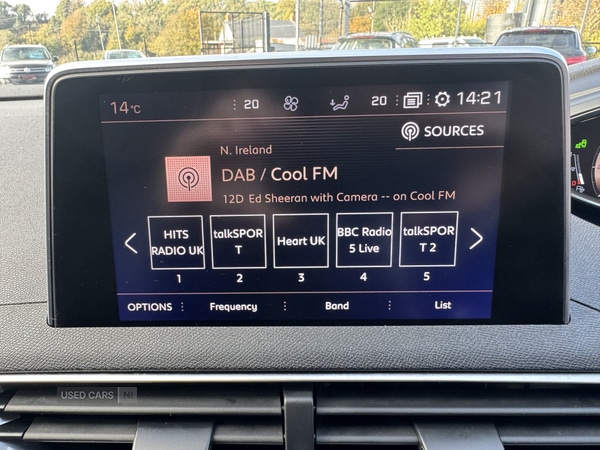 14°C 20 20 14:21
SOURCES
N. Ireland
DAB / Cool FM
12D Ed Sheeran with Camera -- on Cool FM
HITS RADIO UK
talkSPOR T
Heart UK
BBC Radio 5 Live
talkSPOR T 2
1 2 3 4 5
OPTIONS Frequency Band List
USED CARS NI